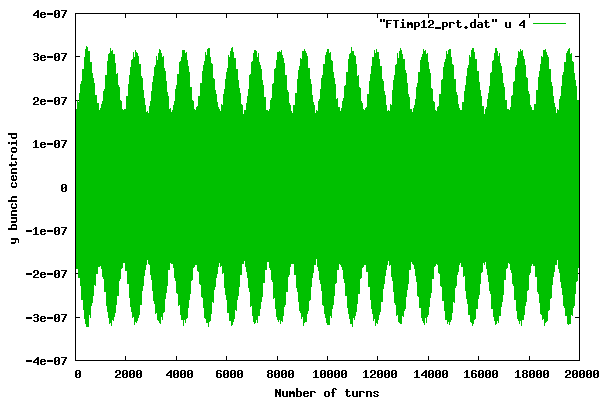 4e-07
"FTimp12_prt.dat" u 4
3e-07
2e-07
1e-07
0
-1e-07
-2e-07
-3e-07
-4e-07
y bunch centroid
0 2000 4000 6000 8000 10000 12000 14000 16000 18000 20000
Number of turns